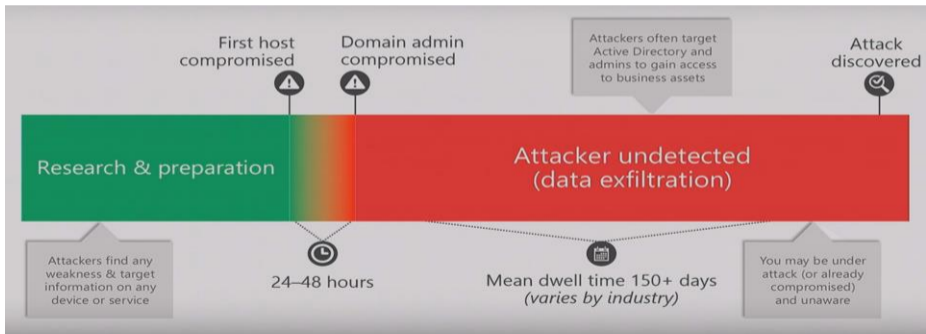 First host
compromised
Domain admin
compromised
Attackers often target
Active Directory and
admins to gain access
to business assets
Attack
discovered
Research & preparation
Attacker undetected
(data exfiltration)
Attackers find any
weakness & target
information on any
device or service
24–48 hours
Mean dwell time 150+ days
(varies by industry)
You may be under
attack (or already
compromised)
and unaware